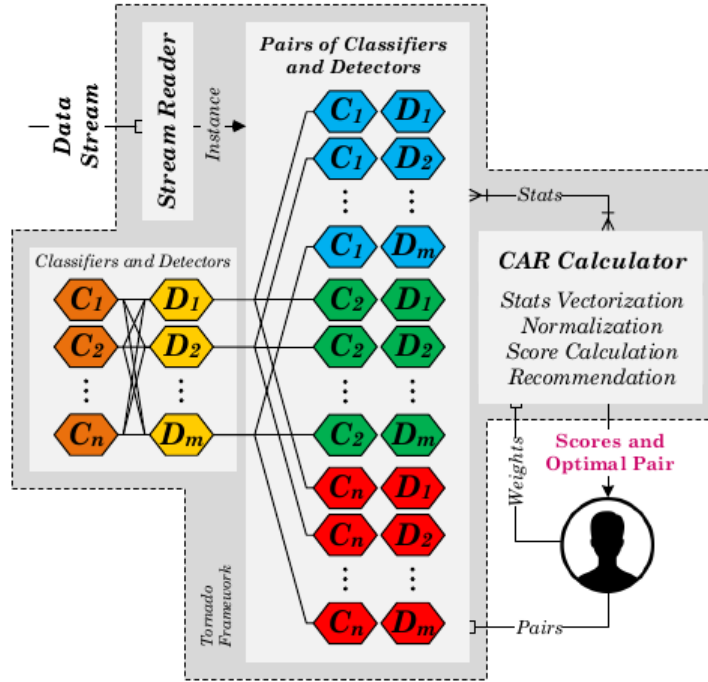 Data
Stream
Stream Reader
Instance
Pairs of Classifiers
and Detectors
C1 D1
C1 D2
⋮ ⋮
C1 Dm
C2 D1
C2 D2
⋮ ⋮
C2 Dm
Cn D1
Cn D2
⋮ ⋮
Cn Dm
Classifiers and Detectors
C1 D1
C2 D2
⋮ ⋮
Cn Dm
Tornado
Framework
Stats
CAR Calculator
Stats Vectorization
Normalization
Score Calculation
Recommendation
Weights
Scores and
Optimal Pair
Pairs